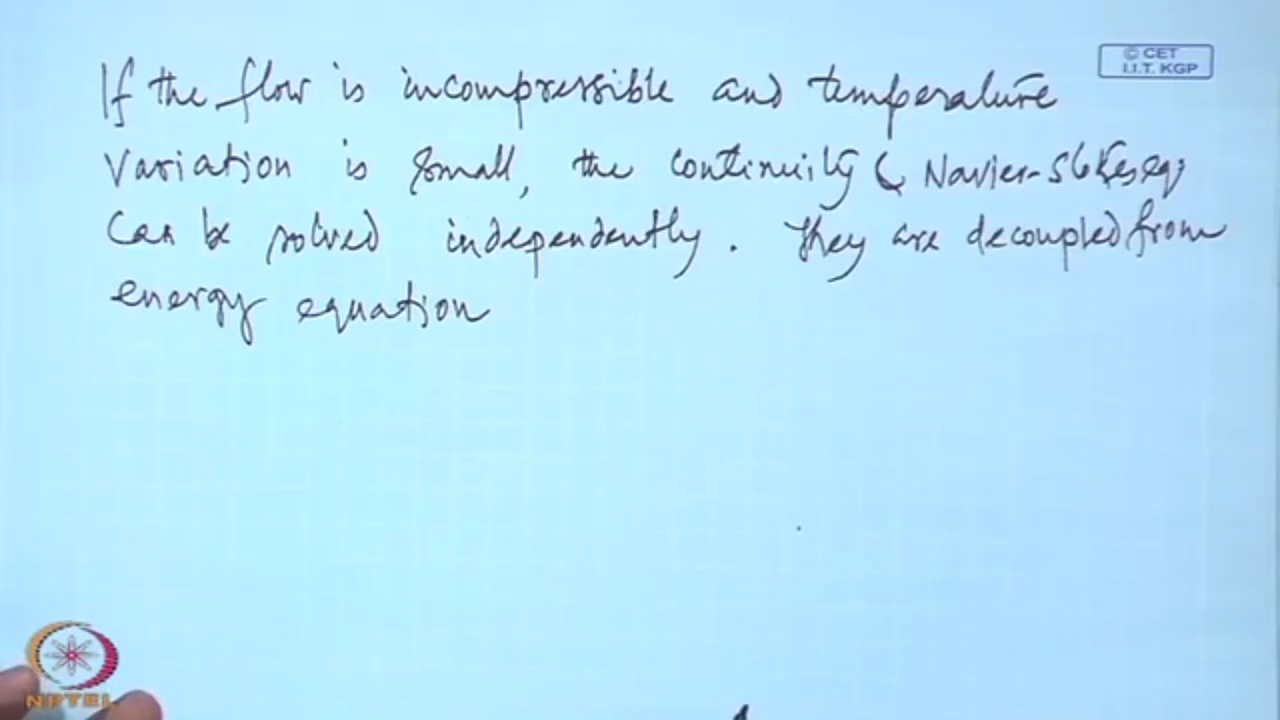 © CET
I.I.T. KGP
If the flow is incompressible and temperature
variation is small, the continuity & Navier-Stokes eqs
can be solved independently. They are decoupled from
energy equation
NPTEL